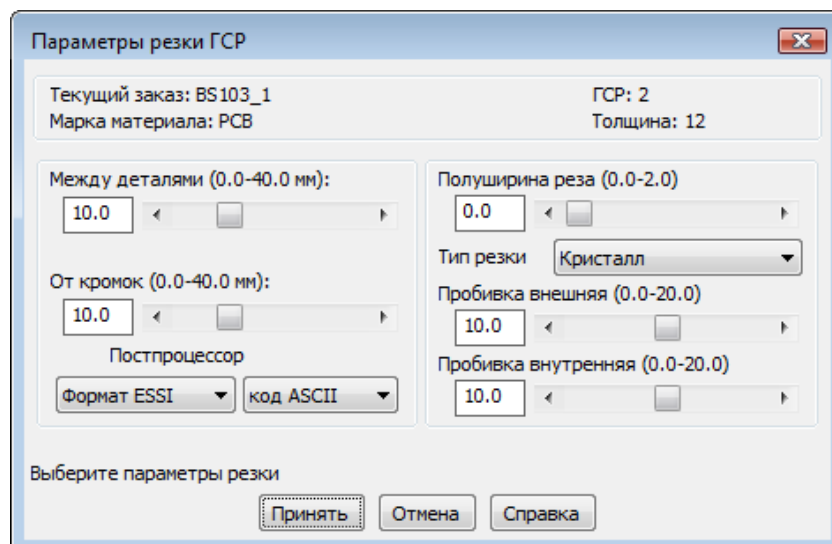 Параметры резки ГСР
Текущий заказ: BS103_1
ГСР: 2
Марка материала: РСВ
Толщина: 12
Между деталями (0.0-40.0 мм):
10.0
От кромок (0.0-40.0 мм):
10.0
Постпроцессор
Формат ESSI
код ASCII
Полуширина реза (0.0-2.0)
0.0
Тип резки
Кристалл
Пробивка внешняя (0.0-20.0)
10.0
Пробивка внутренняя (0.0-20.0)
10.0
Выберите параметры резки
Принять
Отмена
Справка